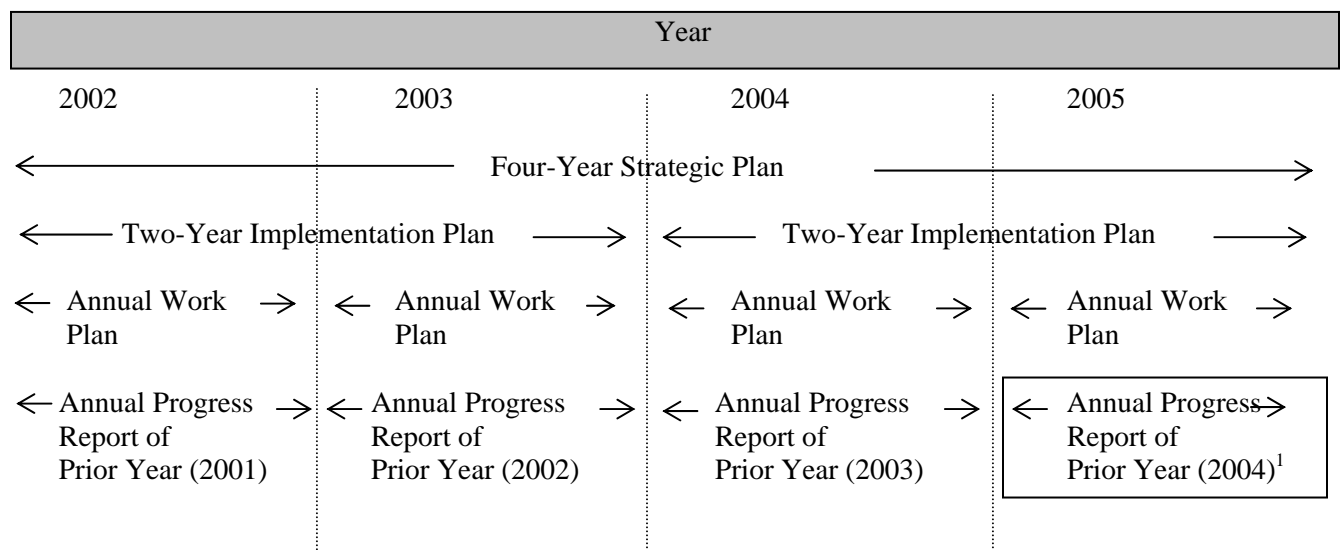 Year
2002 2003 2004 2005
Four-Year Strategic Plan
Two-Year Implementation Plan Two-Year Implementation Plan
Annual Work Annual Work Annual Work Annual Work
Plan Plan Plan Plan
Annual Progress Annual Progress Annual Progress Annual Progress
Report of Report of Report of Report of
Prior Year (2001) Prior Year (2002) Prior Year (2003) Prior Year (2004)¹